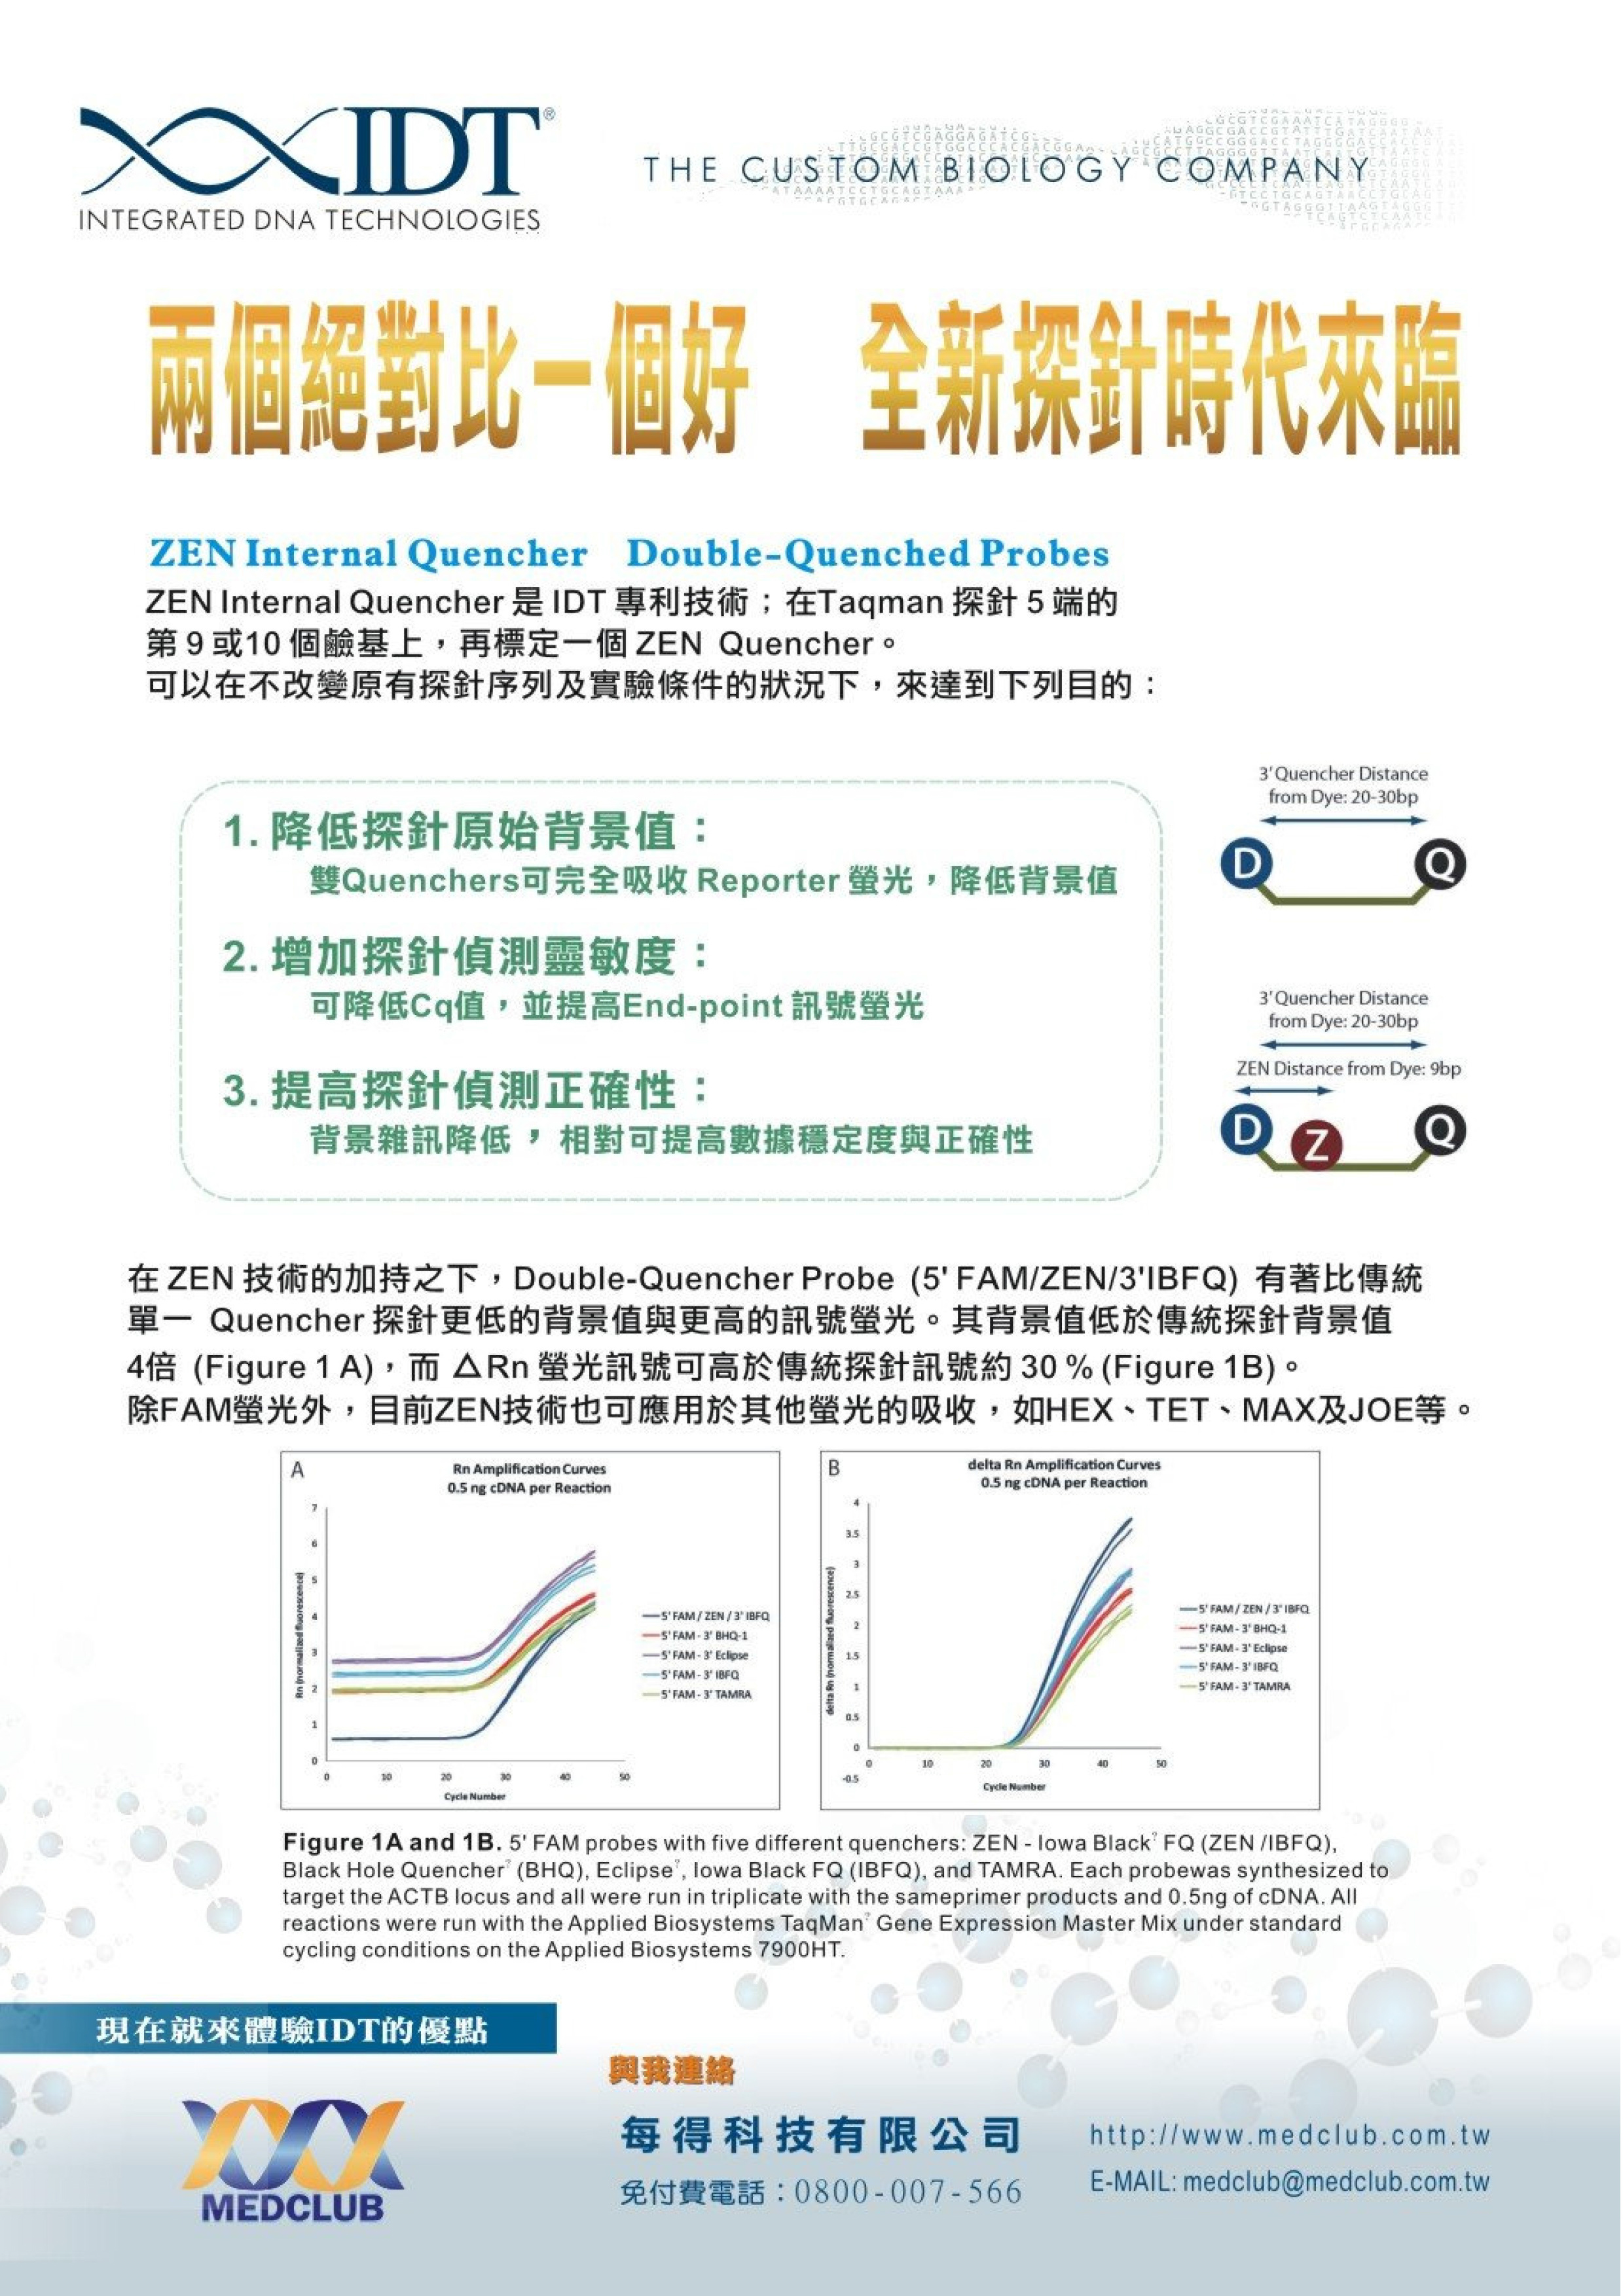 IDT®
INTEGRATED DNA TECHNOLOGIES
THE CUSTOM BIOLOGY COMPANY
兩個絕對比一個好 全新探針時代來臨
ZEN Internal Quencher Double-Quenched Probes
ZEN Internal Quencher 是 IDT 專利技術；在Taqman 探針 5 端的
第 9 或10 個鹼基上，再標定一個 ZEN Quencher。
可以在不改變原有探針序列及實驗條件的狀況下，來達到下列目的：
1. 降低探針原始背景值：
雙Quenchers可完全吸收 Reporter 螢光，降低背景值
2. 增加探針偵測靈敏度：
可降低Cq值，並提高End-point 訊號螢光
3. 提高探針偵測正確性：
背景雜訊降低，相對可提高數據穩定度與正確性
3' Quencher Distance
from Dye: 20-30bp
D Q
3' Quencher Distance
from Dye: 20-30bp
ZEN Distance from Dye: 9bp
D Z Q
在 ZEN 技術的加持之下，Double-Quencher Probe (5' FAM/ZEN/3'IBFQ) 有著比傳統
單一 Quencher 探針更低的背景值與更高的訊號螢光。其背景值低於傳統探針背景值
4倍 (Figure 1 A)，而 △Rn 螢光訊號可高於傳統探針訊號約 30 % (Figure 1B)。
除FAM螢光外，目前ZEN技術也可應用於其他螢光的吸收，如HEX、TET、MAX及JOE等。
A
Rn Amplification Curves
0.5 ng cDNA per Reaction
Rn (normalized fluorescence)
7
6
5
4
3
2
1
0
0 10 20 30 40 50
Cycle Number
5' FAM / ZEN / 3' IBFQ
5' FAM - 3' BHQ-1
5' FAM - 3' Eclipse
5' FAM - 3' IBFQ
5' FAM - 3' TAMRA
B
delta Rn Amplification Curves
0.5 ng cDNA per Reaction
delta Rn (normalized fluorescence)
4
3.5
3
2.5
2
1.5
1
0.5
0
-0.5
0 10 20 30 40 50
Cycle Number
5' FAM / ZEN / 3' IBFQ
5' FAM - 3' BHQ-1
5' FAM - 3' Eclipse
5' FAM - 3' IBFQ
5' FAM - 3' TAMRA
Figure 1A and 1B. 5' FAM probes with five different quenchers: ZEN - Iowa Black? FQ (ZEN /IBFQ),
Black Hole Quencher? (BHQ), Eclipse?, Iowa Black FQ (IBFQ), and TAMRA. Each probewas synthesized to
target the ACTB locus and all were run in triplicate with the sameprimer products and 0.5ng of cDNA. All
reactions were run with the Applied Biosystems TaqMan? Gene Expression Master Mix under standard
cycling conditions on the Applied Biosystems 7900HT.
現在就來體驗IDT的優點
MEDCLUB
與我連絡
每得科技有限公司
免付費電話：0800-007-566
http://www.medclub.com.tw
E-MAIL: medclub@medclub.com.tw